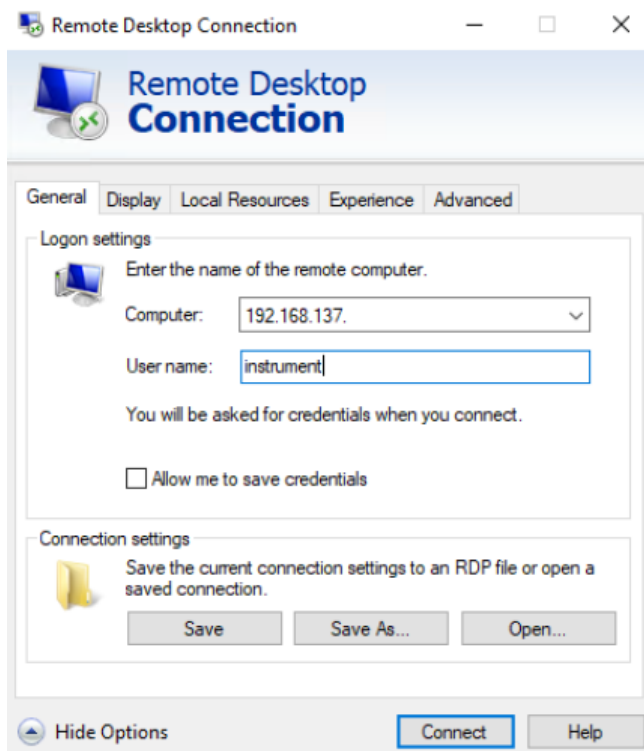 Remote Desktop Connection
Remote Desktop
Connection
General Display Local Resources Experience Advanced
Logon settings
Enter the name of the remote computer.
Computer: 192.168.137.
User name: instrument
You will be asked for credentials when you connect.
Allow me to save credentials
Connection settings
Save the current connection settings to an RDP file or open a
saved connection.
Save Save As... Open...
Hide Options Connect Help